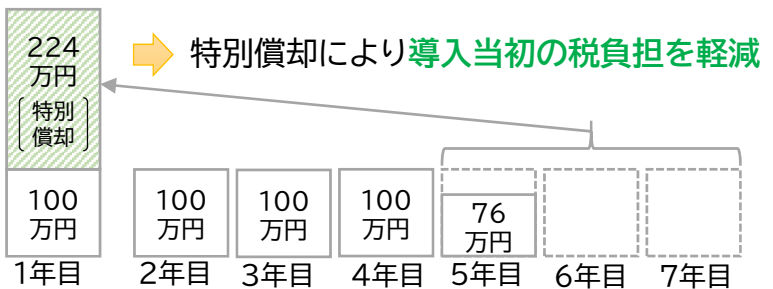 224
万円
特別
償却
特別償却により導入当初の税負担を軽減
100
万円
100
万円
100
万円
100
万円
76
万円
1年目
2年目
3年目
4年目
5年目
6年目
7年目